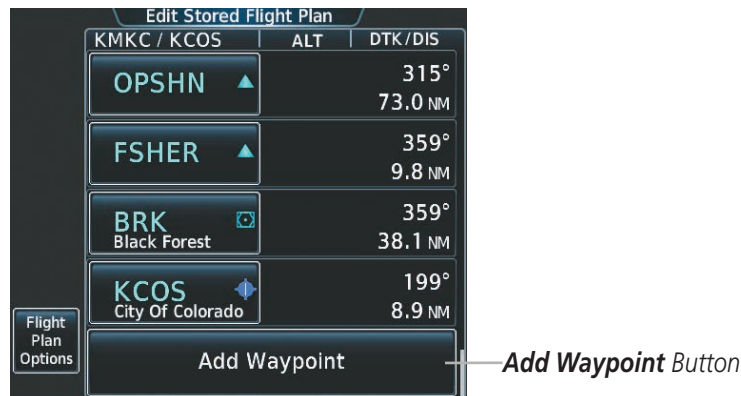 Edit Stored Flight Plan
KMKC / KCOS ALT DTK/DIS
OPSHN 315°
73.0 NM
FSHER 359°
9.8 NM
BRK 359°
Black Forest 38.1 NM
KCOS 199°
City Of Colorado 8.9 NM
Flight
Plan
Options
Add Waypoint
Add Waypoint Button